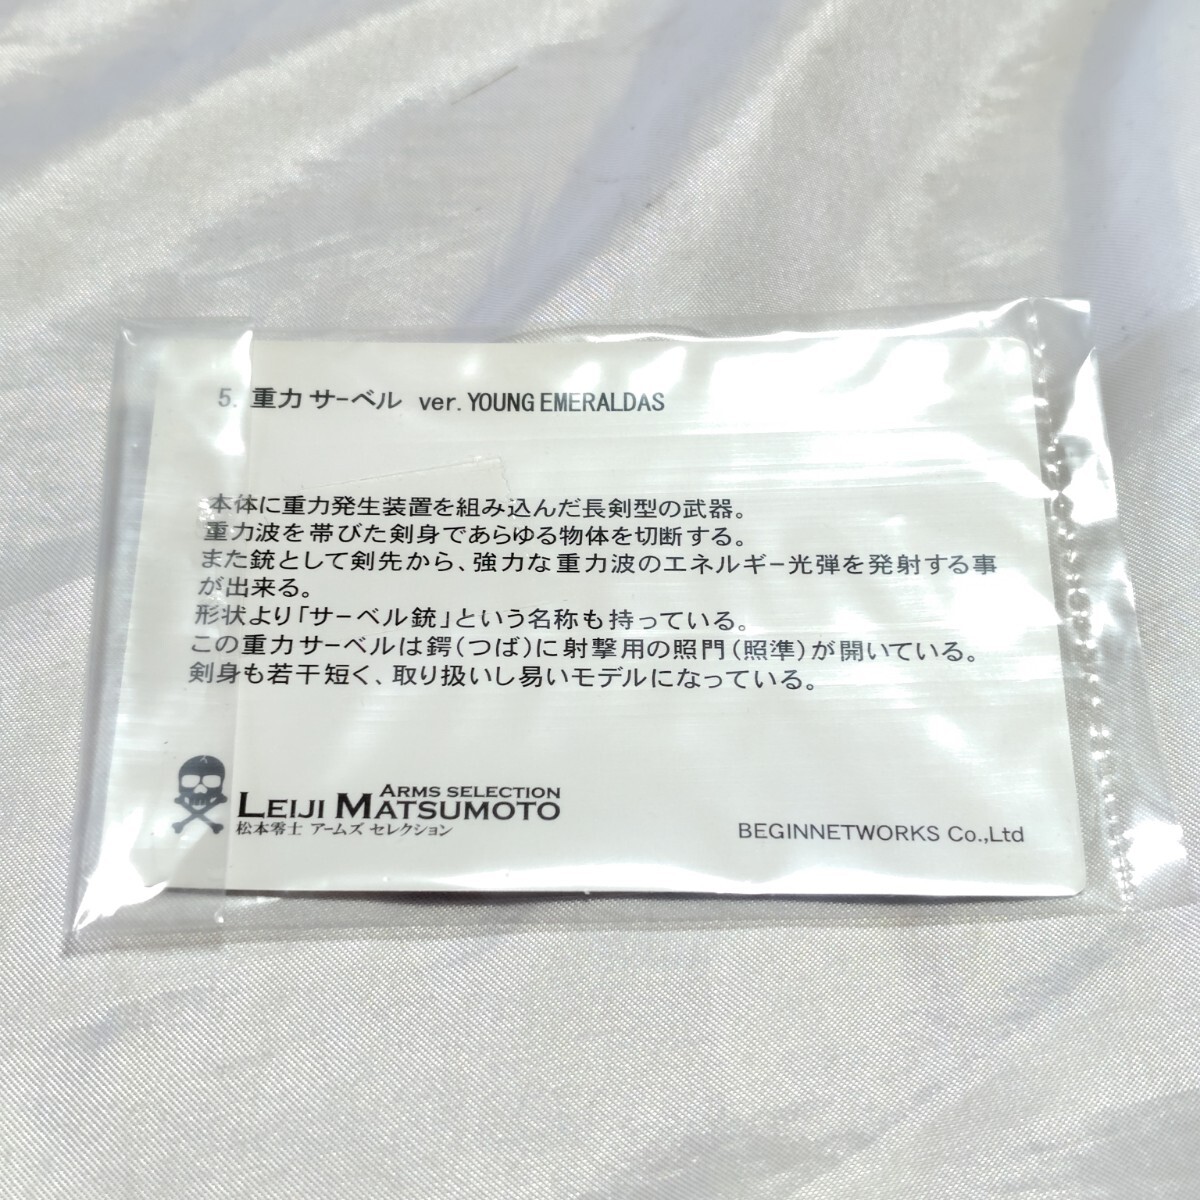 5. 重力 サーベル ver. YOUNG EMERALDAS
本体に重力発生装置を組み込んだ長剣型の武器。
重力波を帯びた剣身であらゆる物体を切断する。
また銃として剣先から、強力な重力波のエネルギー光弾を発射する事
が出来る。
形状より「サーベル銃」という名称も持っている。
この重力サーベルは鍔（つば）に射撃用の照門（照準）が開いている。
剣身も若干短く、取り扱いし易いモデルになっている。
ARMS SELECTION
LEIJI MATSUMOTO
松本零士 アームズ セレクション
BEGINNETWORKS Co.,Ltd